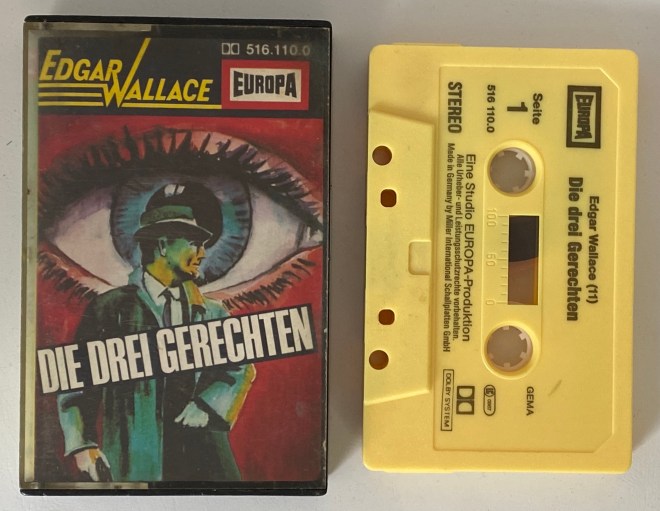 516.110.0
EDGAR WALLACE
EUROPA
DIE DREI GERECHTEN
EUROPA
Edgar Wallace (11)
Die drei Gerechten
Seite
1
516 110.0
STEREO
100 50 0
GEMA
Eine Studio EUROPA-Produktion
Alle Urheber- und Leistungsschutzrechte vorbehalten.
Made in Germany by Miller International Schallplatten GmbH
DOLBY SYSTEM